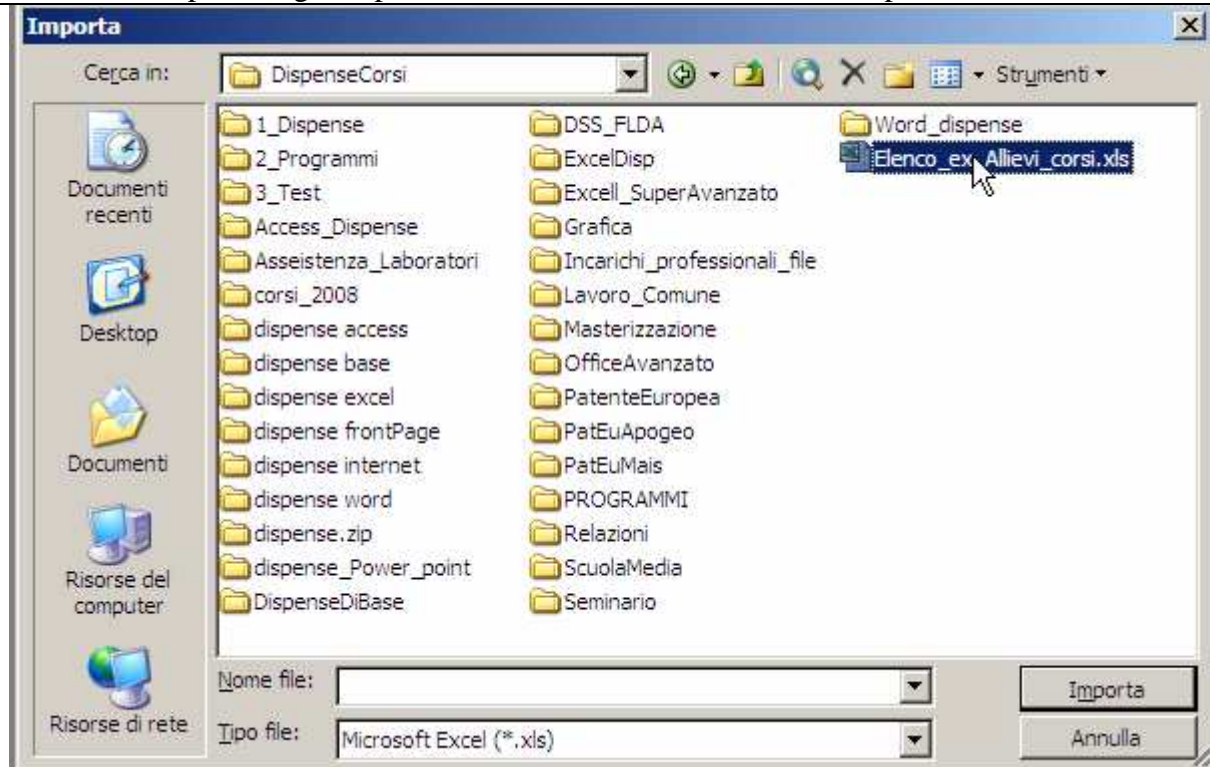 Importa
Cerca in:
DispenseCorsi
Strumenti
Documenti
recenti
Desktop
Documenti
Risorse del
computer
Risorse di rete
1_Dispense
2_Programmi
3_Test
Access_Dispense
Asseistenza_Laboratori
corsi_2008
dispense access
dispense base
dispense excel
dispense frontPage
dispense internet
dispense word
dispense.zip
dispense_Power_point
DispenseDiBase
DSS_FLDA
ExcelDisp
Excell_SuperAvanzato
Grafica
Incarichi_professionali_file
Lavoro_Comune
Masterizzazione
OfficeAvanzato
PatenteEuropea
PatEuApogeo
PatEuMais
PROGRAMMI
Relazioni
ScuolaMedia
Seminario
Word_dispense
Elenco_ex_Allievi_corsi.xls
Nome file:
Importa
Tipo file:
Microsoft Excel (*.xls)
Annulla